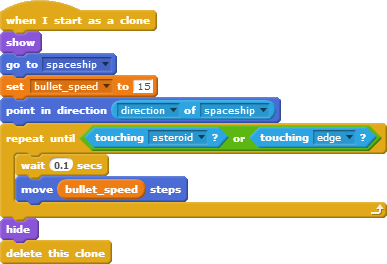 when I start as a clone
show
go to spaceship
set bullet_speed to 15
point in direction direction of spaceship
repeat until touching asteroid ? or touching edge ?
wait 0.1 secs
move bullet_speed steps
hide
delete this clone